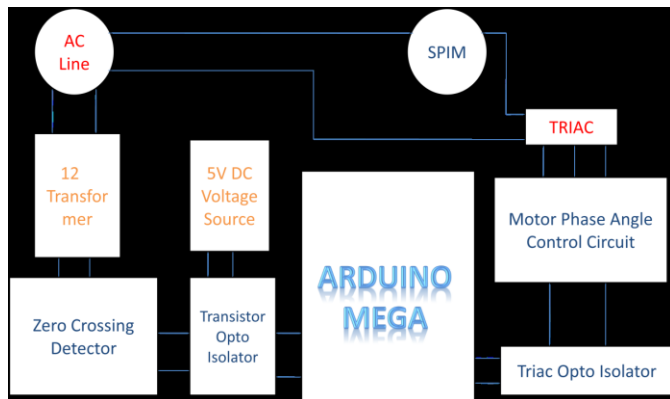 AC
Line
SPIM
TRIAC
12
Transfor
mer
5V DC
Voltage
Source
Motor Phase Angle
Control Circuit
ARDUINO
MEGA
Zero Crossing
Detector
Transistor
Opto
Isolator
Triac Opto Isolator